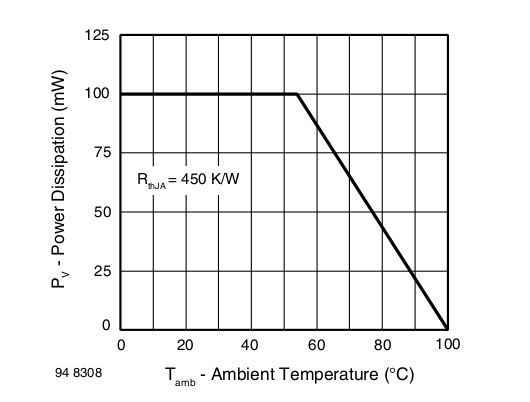 125
100
75
50
25
0
P_V - Power Dissipation (mW)
R_thJA = 450 K/W
0 20 40 60 80 100
94 8308
T_amb - Ambient Temperature (°C)